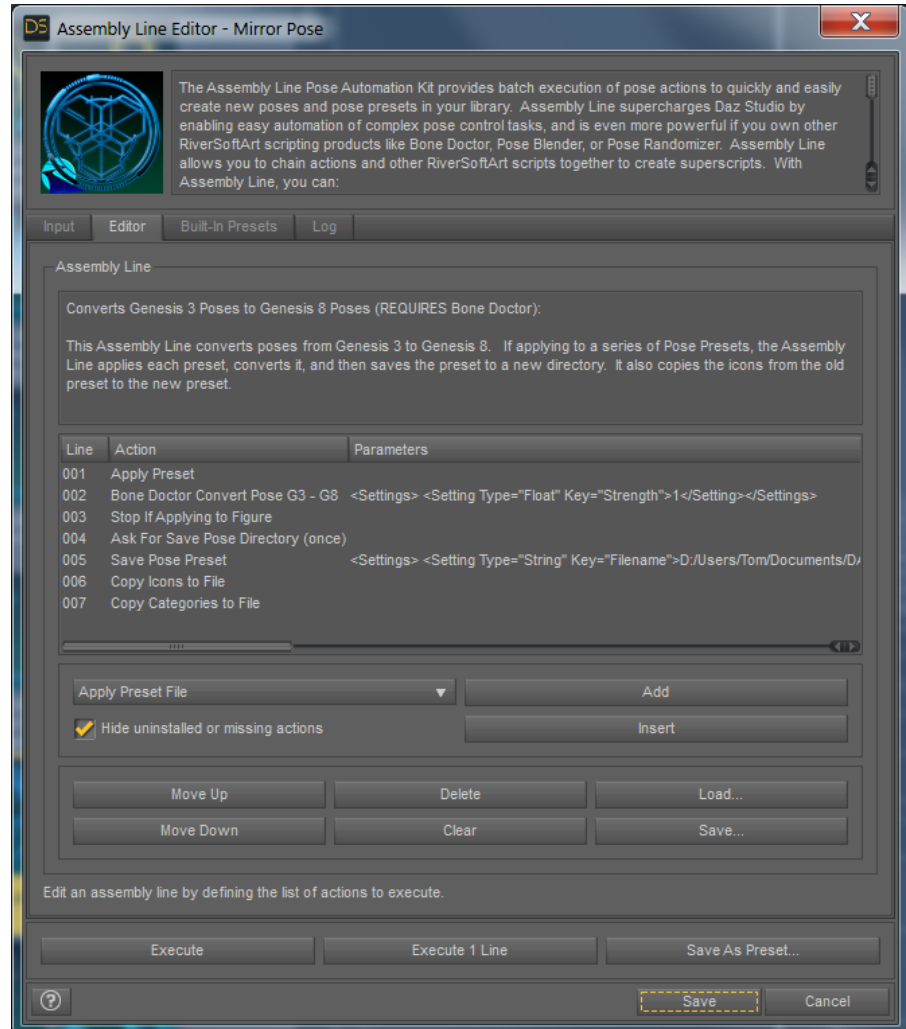 DS Assembly Line Editor - Mirror Pose
X
The Assembly Line Pose Automation Kit provides batch execution of pose actions to quickly and easily
create new poses and pose presets in your library. Assembly Line supercharges Daz Studio by
enabling easy automation of complex pose control tasks, and is even more powerful if you own other
RiverSoftArt scripting products like Bone Doctor, Pose Blender, or Pose Randomizer. Assembly Line
allows you to chain actions and other RiverSoftArt scripts together to create superscripts. With
Assembly Line, you can:
Input Editor Built-In Presets Log
Assembly Line
Converts Genesis 3 Poses to Genesis 8 Poses (REQUIRES Bone Doctor):
This Assembly Line converts poses from Genesis 3 to Genesis 8. If applying to a series of Pose Presets, the Assembly
Line applies each preset, converts it, and then saves the preset to a new directory. It also copies the icons from the old
preset to the new preset.
Line Action Parameters
001 Apply Preset
002 Bone Doctor Convert Pose G3 - G8 <Settings> <Setting Type="Float" Key="Strength">1</Setting></Settings>
003 Stop If Applying to Figure
004 Ask For Save Pose Directory (once)
005 Save Pose Preset <Settings> <Setting Type="String" Key="Filename">D:/Users/Tom/Documents/DA
006 Copy Icons to File
007 Copy Categories to File
Apply Preset File Add
Hide uninstalled or missing actions Insert
Move Up Delete Load...
Move Down Clear Save...
Edit an assembly line by defining the list of actions to execute.
Execute Execute 1 Line Save As Preset...
? Save Cancel